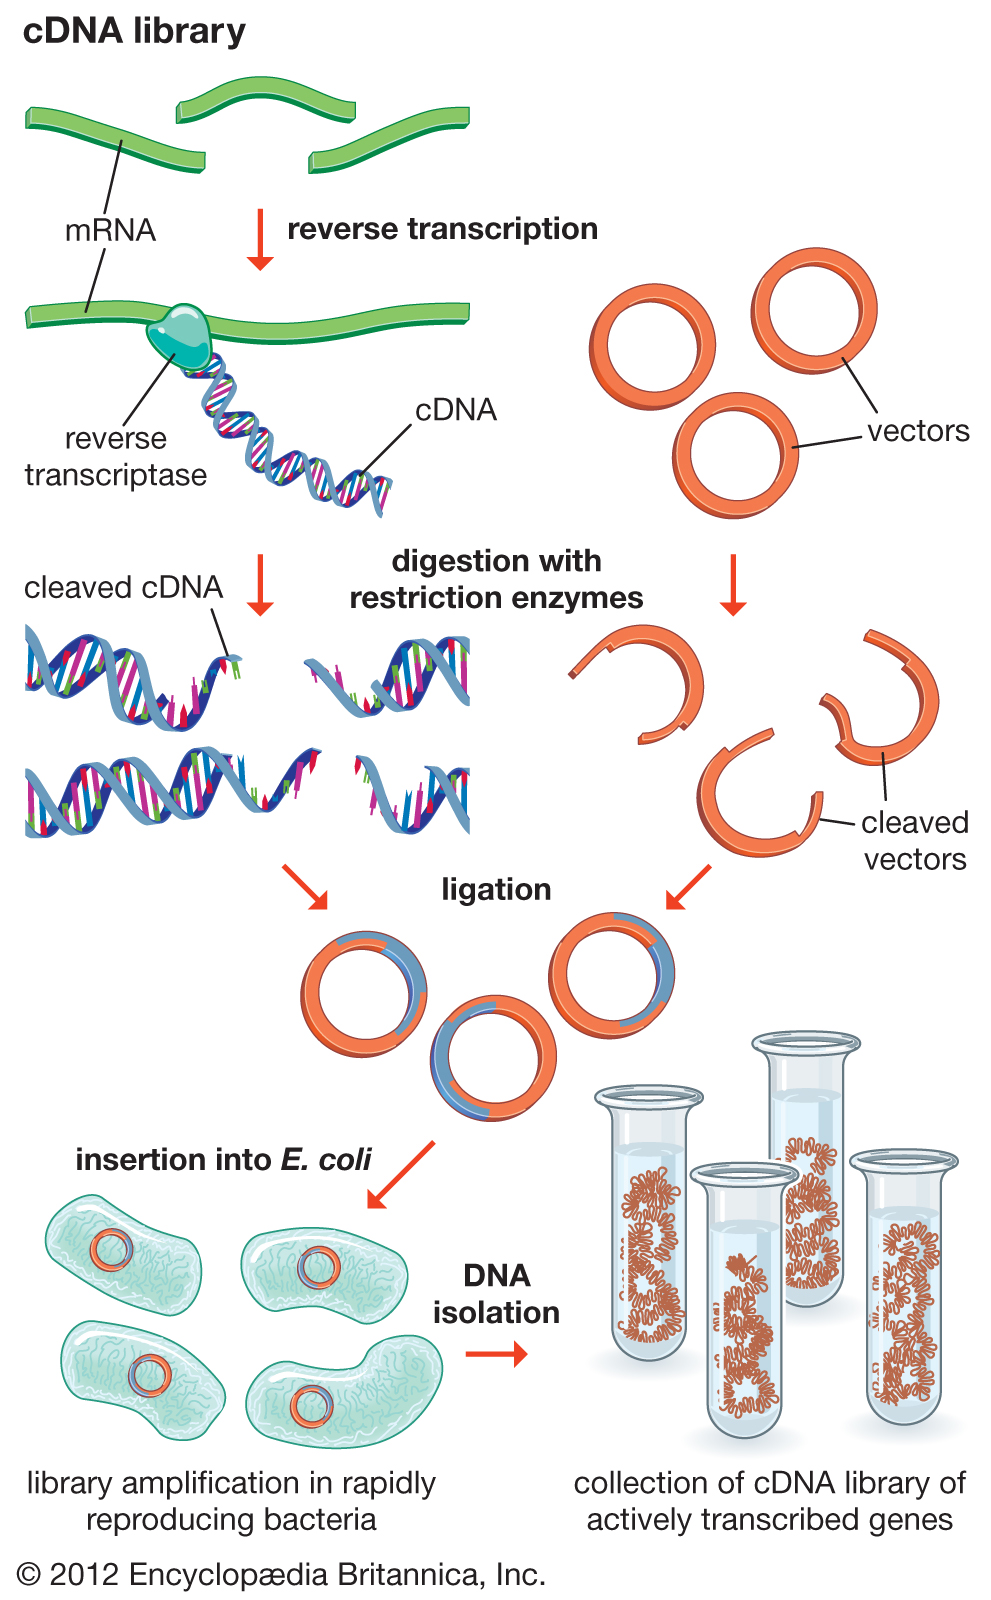 cDNA library
mRNA
reverse transcription
reverse
transcriptase
cDNA
vectors
digestion with
restriction enzymes
cleaved cDNA
cleaved
vectors
ligation
insertion into E. coli
DNA
isolation
library amplification in rapidly
reproducing bacteria
collection of cDNA library of
actively transcribed genes
© 2012 Encyclopædia Britannica, Inc.